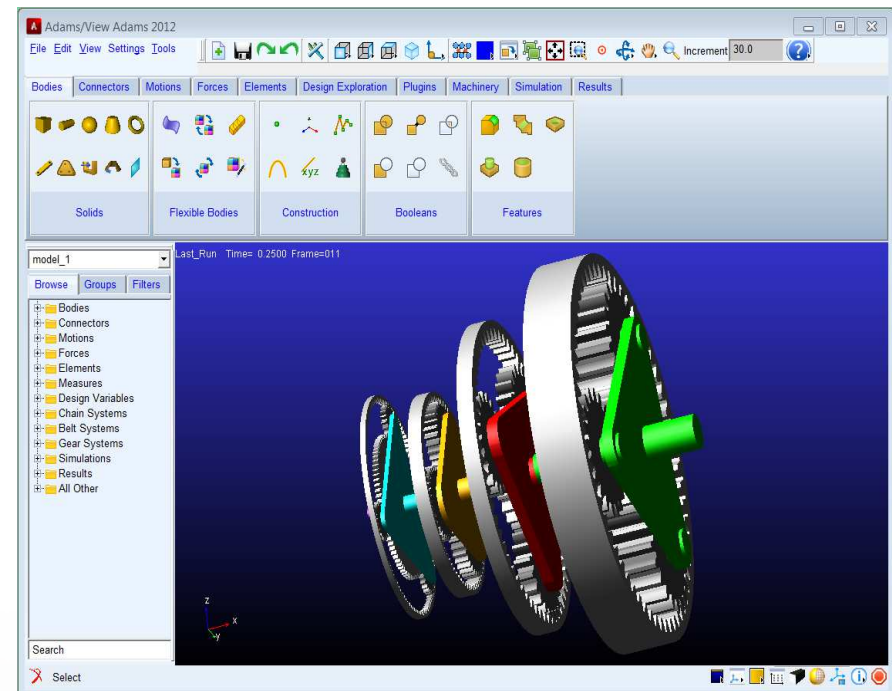 Adams/View Adams 2012
File Edit View Settings Tools Increment 30.0
Bodies Connectors Motions Forces Elements Design Exploration Plugins Machinery Simulation Results
xyz
Solids Flexible Bodies Construction Booleans Features
model_1
Last_Run Time= 0.2500 Frame=011
Browse Groups Filters
Bodies
Connectors
Motions
Forces
Elements
Measures
Design Variables
Chain Systems
Belt Systems
Gear Systems
Simulations
Results
All Other
z
x
y
Search
Select